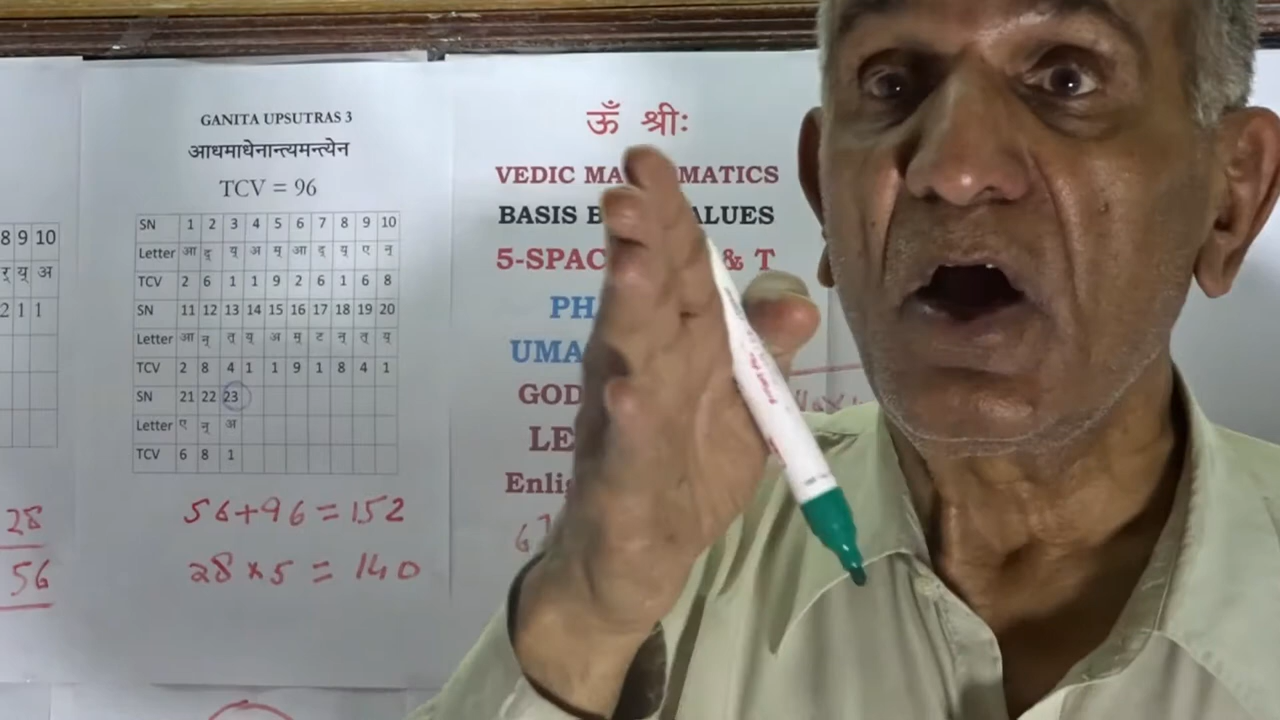 8 9 10
र् य् अ
2 1 1
28
56
GANITA UPSUTRAS 3
आधमाधेनान्त्यमन्त्येन
TCV = 96
SN 1 2 3 4 5 6 7 8 9 10
Letter आ द् य् अ म् आ द् य् ए न्
TCV 2 6 1 1 9 2 6 1 6 8
SN 11 12 13 14 15 16 17 18 19 20
Letter आ न् त् य् अ म् ट न् त् य्
TCV 2 8 4 1 1 9 1 8 4 1
SN 21 22 23
Letter ए न् अ
TCV 6 8 1
56+96=152
28×5=140
ॐ श्रीः
VEDIC MATHEMATICS
BASIS ALUES
5-SPAC & T
PH
UMA
GOD
LE
Enli